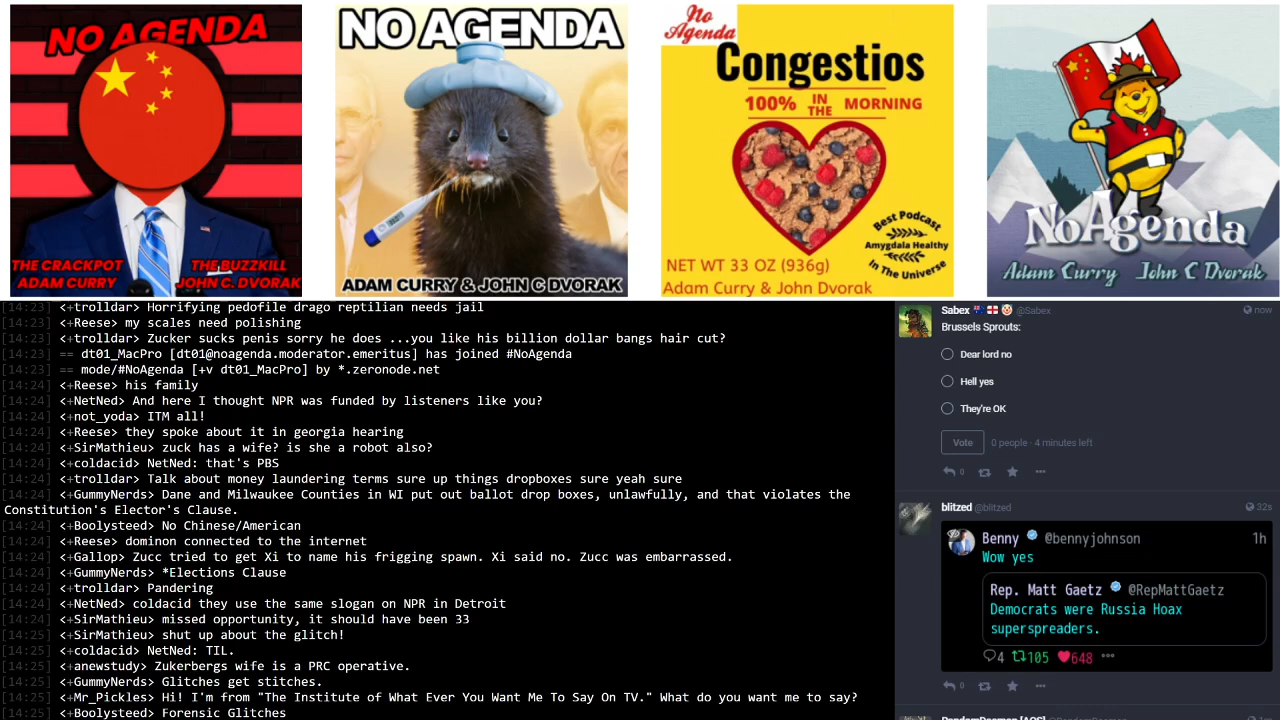 NO AGENDA
THE CRACKPOT
ADAM CURRY
THE BUZZKILL
JOHN C. DVORAK
NO AGENDA
ADAM CURRY & JOHN C DVORAK
No
Agenda
Congestios
100% IN THE MORNING
Best Podcast
Amygdala Healthy
In The Universe
NET WT 33 OZ (936g)
Adam Curry & John Dvorak
No Agenda
Adam Curry John C Dvorak
[14:23] <+trolldar> Horrifying pedofile drago reptilian needs jail
[14:23] <+Reese> my scales need polishing
[14:23] <+trolldar> Zucker sucks penis sorry he does ...you like his billion dollar bangs hair cut?
[14:23] == dt01_MacPro [dt01@noagenda.moderator.emeritus] has joined #NoAgenda
[14:23] == mode/#NoAgenda [+v dt01_MacPro] by *.zeronode.net
[14:24] <+Reese> his family
[14:24] <+NetNed> And here I thought NPR was funded by listeners like you?
[14:24] <+not_yoda> ITM all!
[14:24] <+Reese> they spoke about it in georgia hearing
[14:24] <+SirMathieu> zuck has a wife? is she a robot also?
[14:24] <+coldacid> NetNed: that's PBS
[14:24] <+trolldar> Talk about money laundering terms sure up things dropboxes sure yeah sure
[14:24] <+GummyNerds> Dane and Milwaukee Counties in WI put out ballot drop boxes, unlawfully, and that violates the
Constitution's Elector's Clause.
[14:24] <+Boolysteed> No Chinese/American
[14:24] <+Reese> dominon connected to the internet
[14:24] <+Gallop> Zucc tried to get Xi to name his frigging spawn. Xi said no. Zucc was embarrassed.
[14:24] <+GummyNerds> *Elections Clause
[14:24] <+trolldar> Pandering
[14:24] <+NetNed> coldacid they use the same slogan on NPR in Detroit
[14:24] <+SirMathieu> missed opportunity, it should have been 33
[14:25] <+SirMathieu> shut up about the glitch!
[14:25] <+coldacid> NetNed: TIL.
[14:25] <+anewstudy> Zukerbergs wife is a PRC operative.
[14:25] <+GummyNerds> Glitches get stitches.
[14:25] <+Mr_Pickles> Hi! I'm from "The Institute of What Ever You Want Me To Say On TV." What do you want me to say?
[14:25] <+Boolysteed> Forensic Glitches
Sabex @Sabex now
Brussels Sprouts:
Dear lord no
Hell yes
They're OK
Vote 0 people · 4 minutes left
0
blitzed @blitzed 32s
Benny @bennyjohnson 1h
Wow yes
Rep. Matt Gaetz @RepMattGaetz
Democrats were Russia Hoax
superspreaders.
4 105 648
0